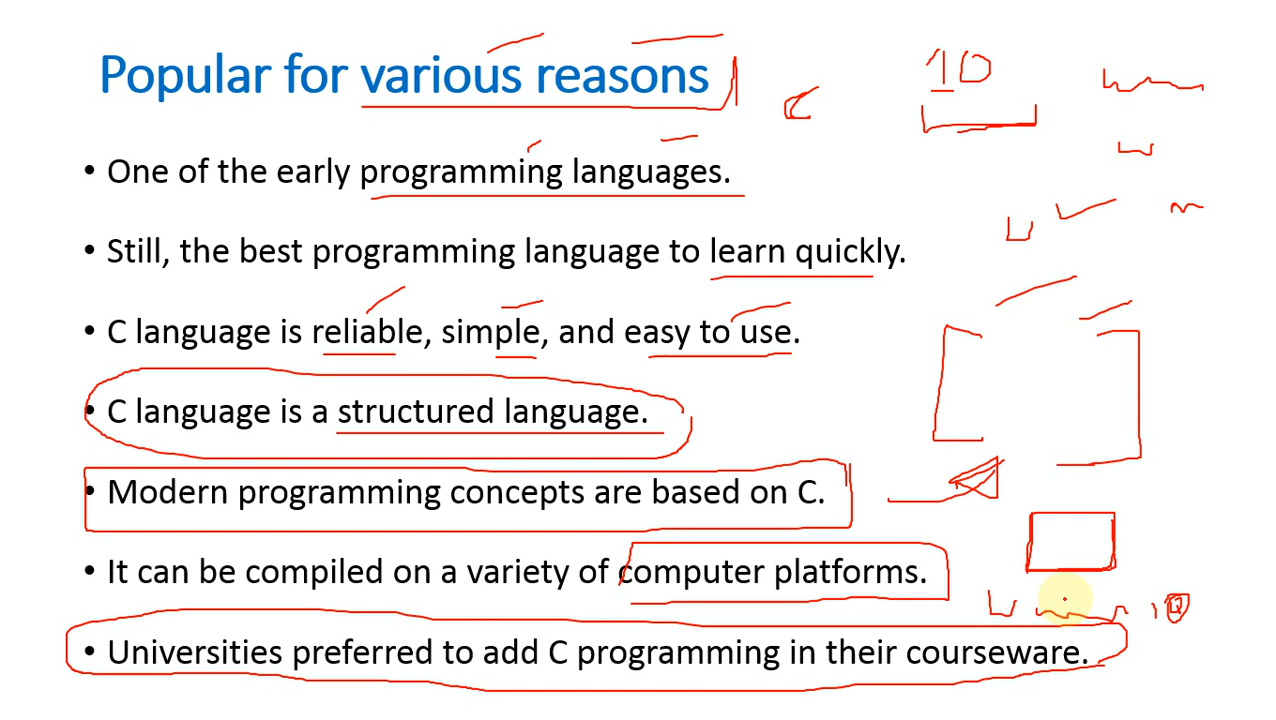 Popular for various reasons
10
• One of the early programming languages.
• Still, the best programming language to learn quickly.
• C language is reliable, simple, and easy to use.
• C language is a structured language.
• Modern programming concepts are based on C.
• It can be compiled on a variety of computer platforms.
• Universities preferred to add C programming in their courseware.